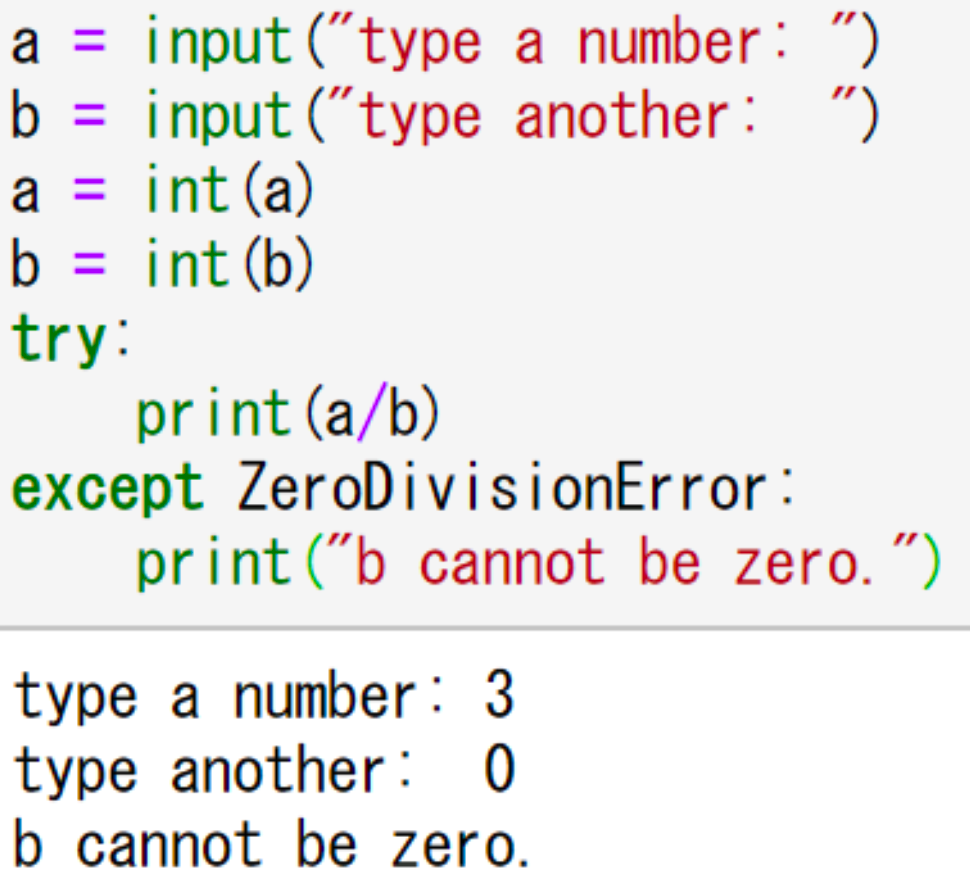 a = input("type a number: ")
b = input("type another:  ")
a = int(a)
b = int(b)
try:
    print(a/b)
except ZeroDivisionError:
    print("b cannot be zero.")
type a number: 3
type another:  0
b cannot be zero.